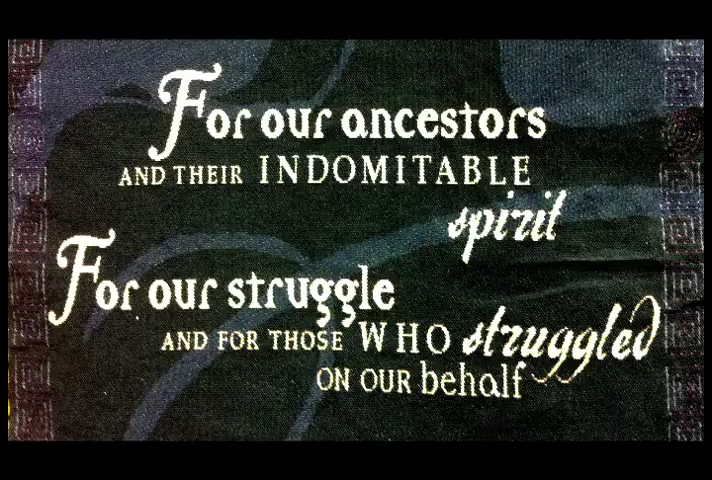 For our ancestors
AND THEIR INDOMITABLE
spirit
For our struggle
AND FOR THOSE WHO struggled
ON OUR behalf